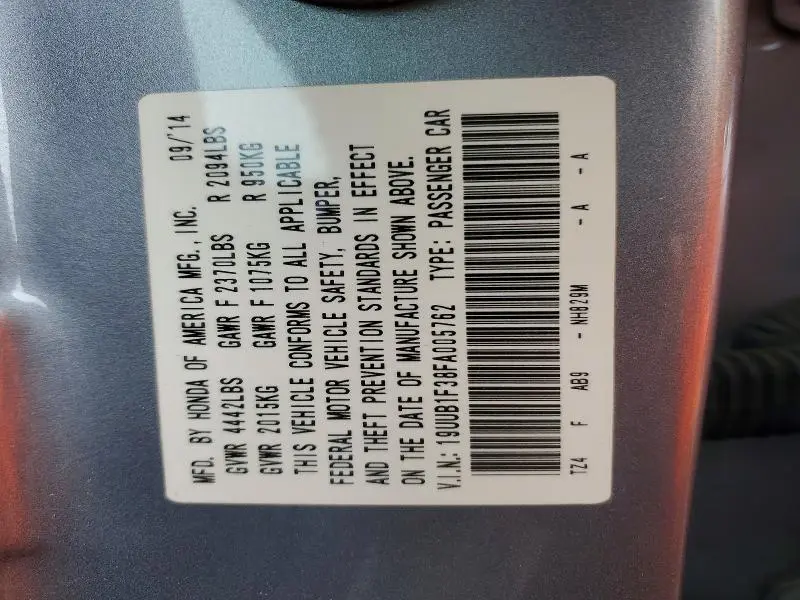 MFD. BY HONDA OF AMERICA MFG., INC. 09/'14
GVWR 4442LBS GAWR F 2370LBS R 2094LBS
GVWR 2015KG GAWR F 1075KG R 950KG
THIS VEHICLE CONFORMS TO ALL APPLICABLE
FEDERAL MOTOR VEHICLE SAFETY, BUMPER,
AND THEFT PREVENTION STANDARDS IN EFFECT
ON THE DATE OF MANUFACTURE SHOWN ABOVE.
V.I.N.: 19UUB1F38FA005762 TYPE: PASSENGER CAR
TZ4 F AB9 - NH829M - A - A